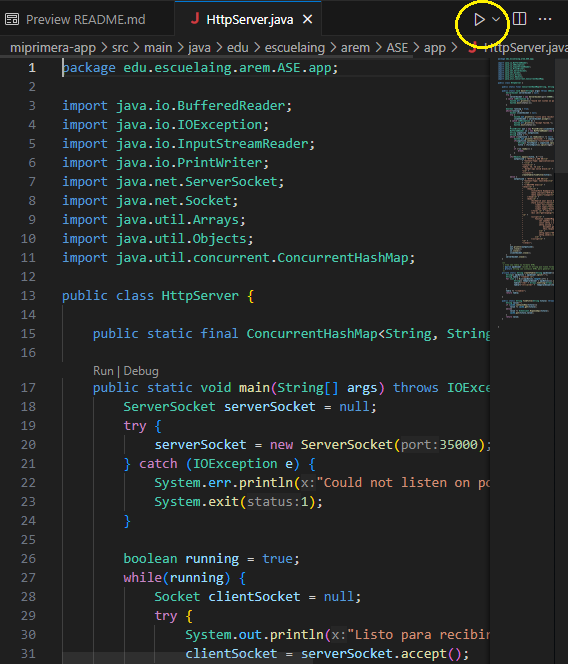 Preview README.md
J HttpServer.java ×
miprimera-app > src > main > java > edu > escuelaing > arem > ASE > app > J HttpServer.java
1 package edu.escuelaing.arem.ASE.app;
2
3 import java.io.BufferedReader;
4 import java.io.IOException;
5 import java.io.InputStreamReader;
6 import java.io.PrintWriter;
7 import java.net.ServerSocket;
8 import java.net.Socket;
9 import java.util.Arrays;
10 import java.util.Objects;
11 import java.util.concurrent.ConcurrentHashMap;
12
13 public class HttpServer {
14
15 public static final ConcurrentHashMap<String, String
16
Run | Debug
17 public static void main(String[] args) throws IOExce
18 ServerSocket serverSocket = null;
19 try {
20 serverSocket = new ServerSocket(port:35000);
21 } catch (IOException e) {
22 System.err.println(x:"Could not listen on po
23 System.exit(status:1);
24 }
25
26 boolean running = true;
27 while(running) {
28 Socket clientSocket = null;
29 try {
30 System.out.println(x:"Listo para recibir
31 clientSocket = serverSocket.accept();